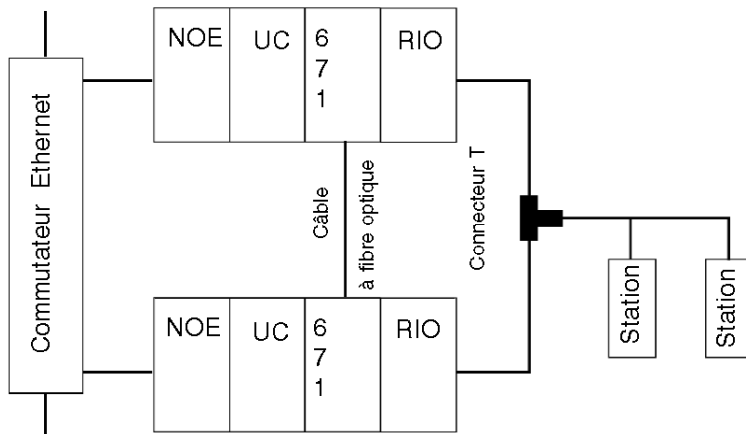 Commutateur Ethernet
NOE
UC
6
7
1
RIO
Câble
à fibre optique
Connecteur T
NOE
UC
6
7
1
RIO
Station
Station